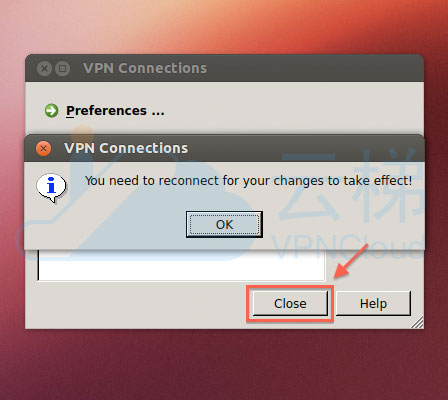 VPN Connections
Preferences ...
VPN Connections
You need to reconnect for your changes to take effect!
OK
云梯
VPNCloud
Close
Help